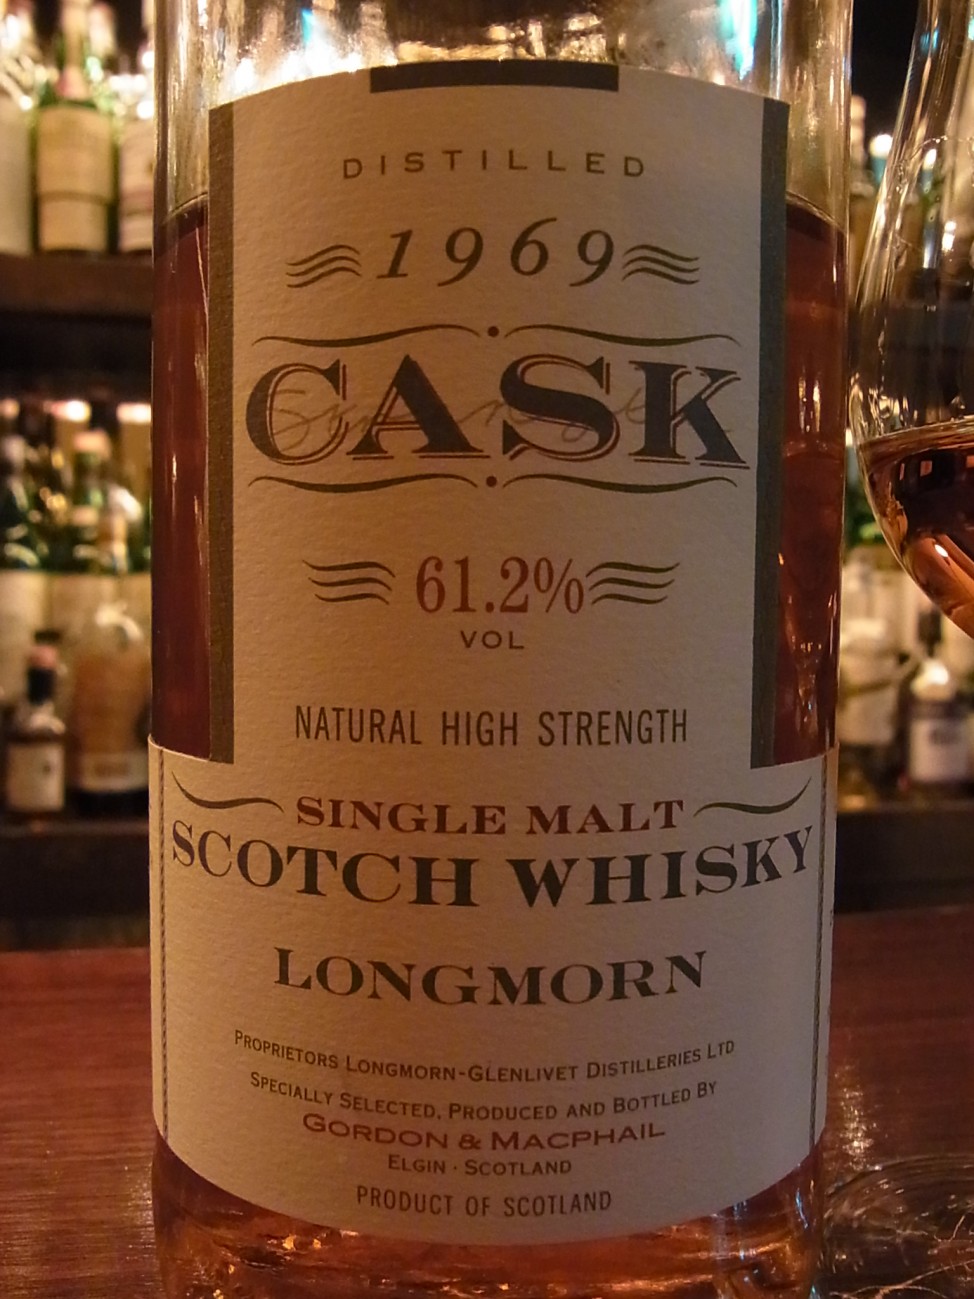 DISTILLED
1969
CASK
61.2%
VOL
NATURAL HIGH STRENGTH
SINGLE MALT
SCOTCH WHISKY
LONGMORN
PROPRIETORS LONGMORN-GLENLIVET DISTILLERIES LTD
SPECIALLY SELECTED, PRODUCED AND BOTTLED BY
GORDON & MACPHAIL
ELGIN · SCOTLAND
PRODUCT OF SCOTLAND